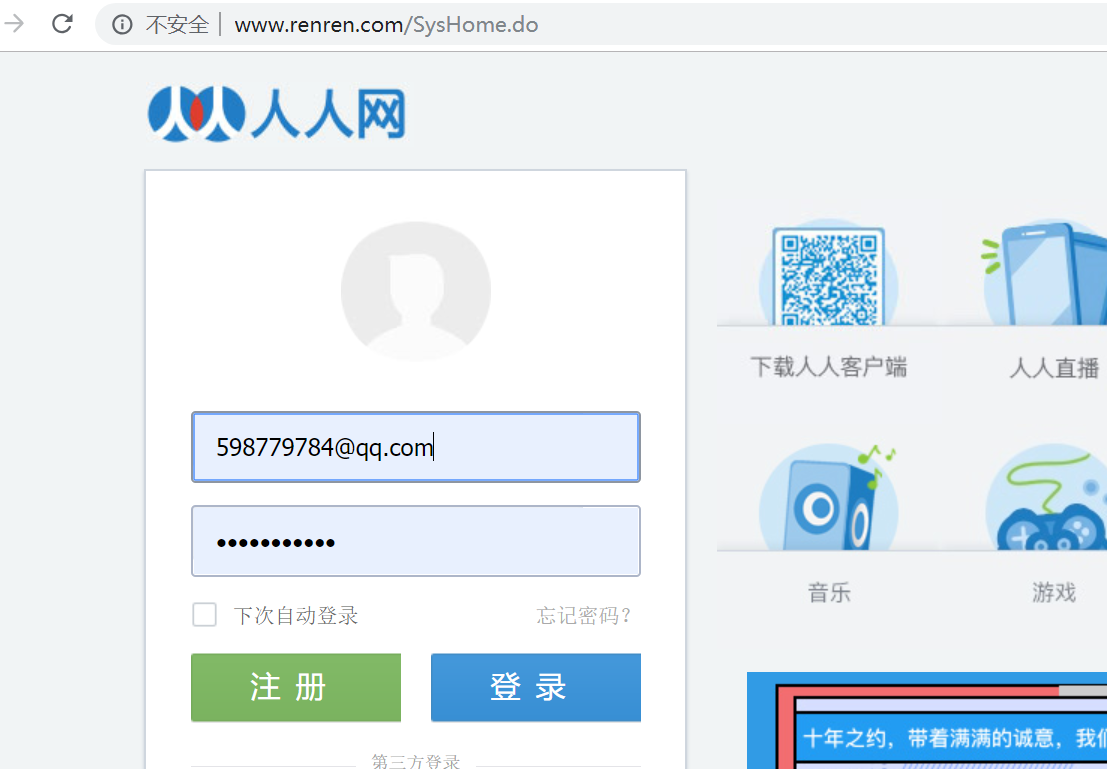 不安全 | www.renren.com/SysHome.do
人人网
598779784@qq.com
•••••••••••
下次自动登录 忘记密码?
注 册 登 录
第三方登录
下载人人客户端 人人直播
音乐 游戏
十年之约，带着满满的诚意，我们